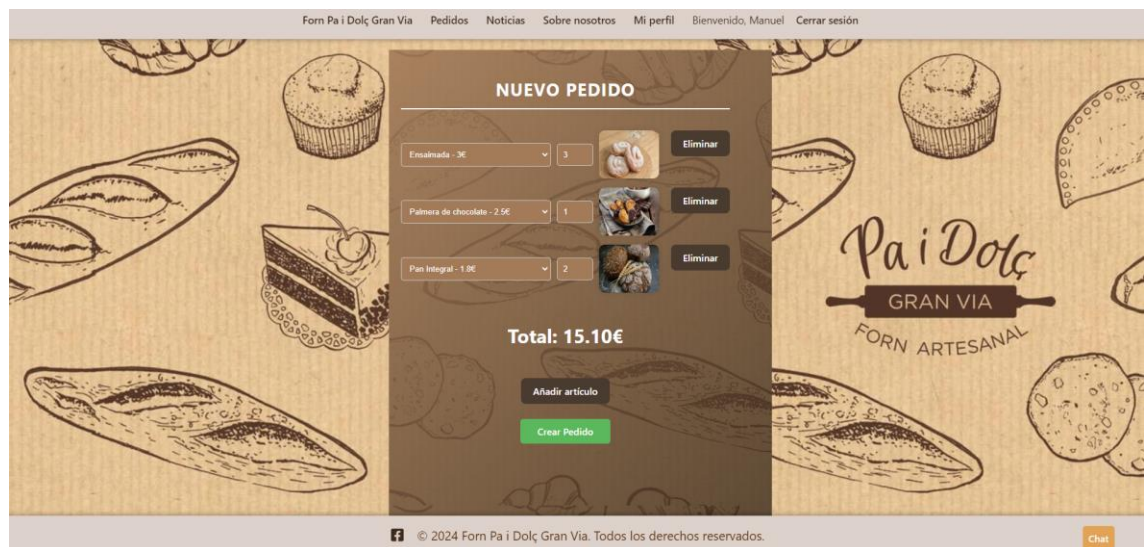 Forn Pa i Dolç Gran Via Pedidos Noticias Sobre nosotros Mi perfil Bienvenido, Manuel Cerrar sesión
NUEVO PEDIDO
Ensaimada - 3€ 3 Eliminar
Palmera de chocolate - 2.5€ 1 Eliminar
Pan Integral - 1.8€ 2 Eliminar
Total: 15.10€
Añadir artículo
Crear Pedido
Pa i Dolç
GRAN VIA
FORN ARTESANAL
© 2024 Forn Pa i Dolç Gran Via. Todos los derechos reservados.
Chat